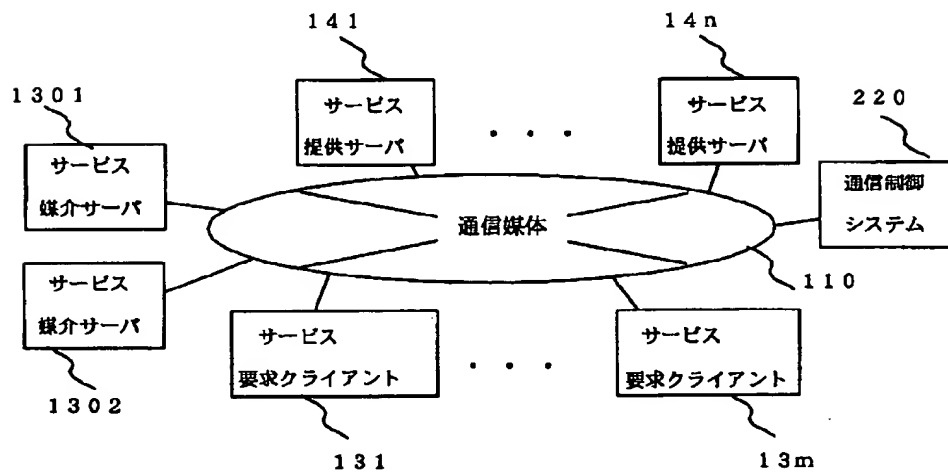 141
14n
1301
サービス
提供サーバ
・・・
サービス
提供サーバ
220
サービス
媒介サーバ
通信制御
システム
通信媒体
サービス
媒介サーバ
110
サービス
要求クライアント
・・・
サービス
要求クライアント
1302
131
13m